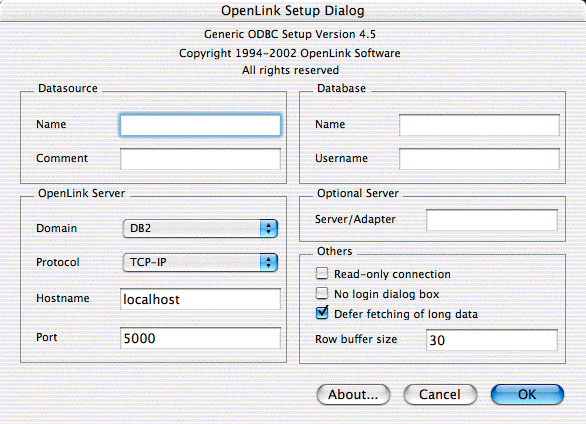 OpenLink Setup Dialog
Generic ODBC Setup Version 4.5
Copyright 1994-2002 OpenLink Software
All rights reserved
Datasource
Name
Comment
Database
Name
Username
OpenLink Server
Domain DB2
Protocol TCP-IP
Hostname localhost
Port 5000
Optional Server
Server/Adapter
Others
Read-only connection
No login dialog box
Defer fetching of long data
Row buffer size 30
About... Cancel OK